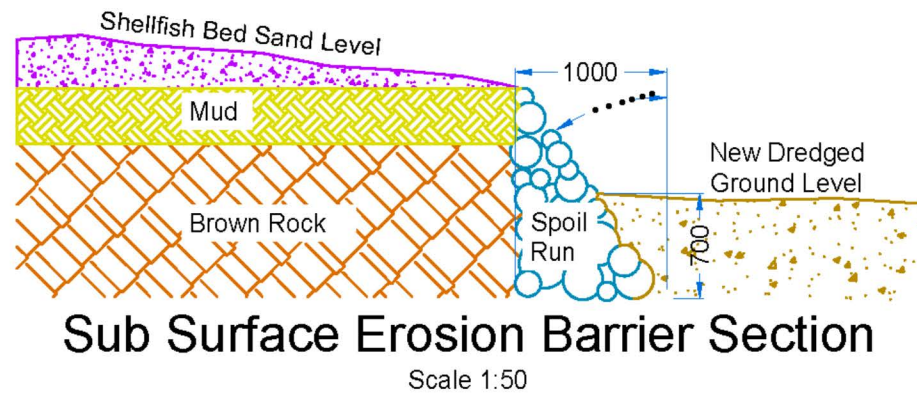 Shellfish Bed Sand Level
1000
Mud
New Dredged
Ground Level
Brown Rock
Spoil
Run
700
Sub Surface Erosion Barrier Section
Scale 1:50